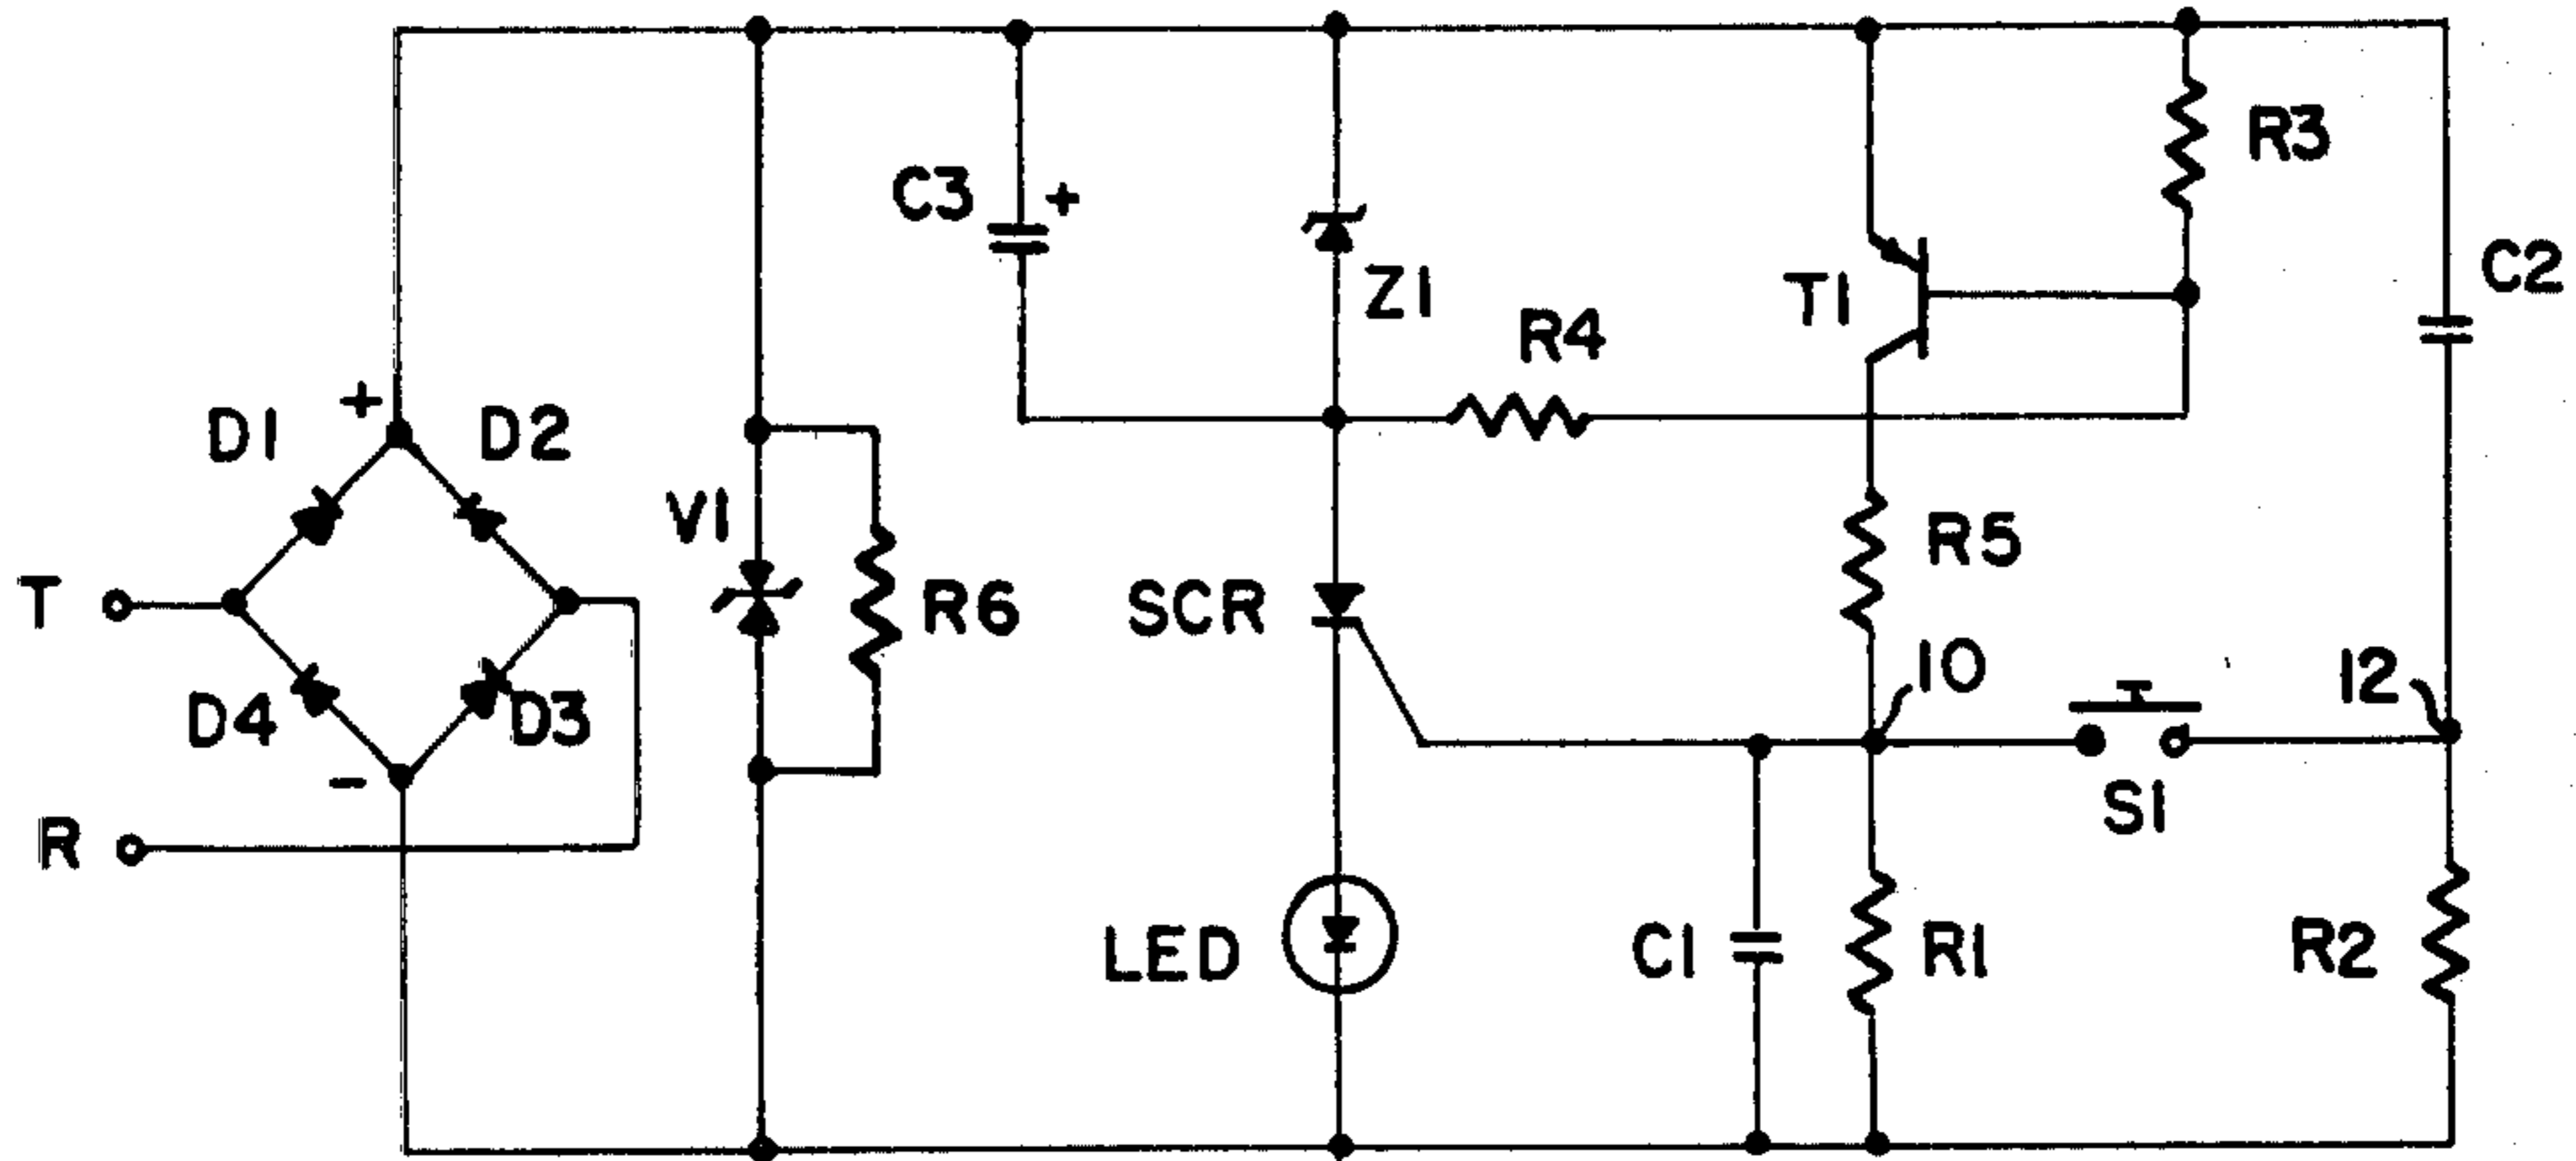 R3
C3 +
C2
Z1
T1
R4
+
D1
D2
V1
R5
T
R6
SCR
10
12
D4
D3
-
S1
R
LED
C1
R1
R2